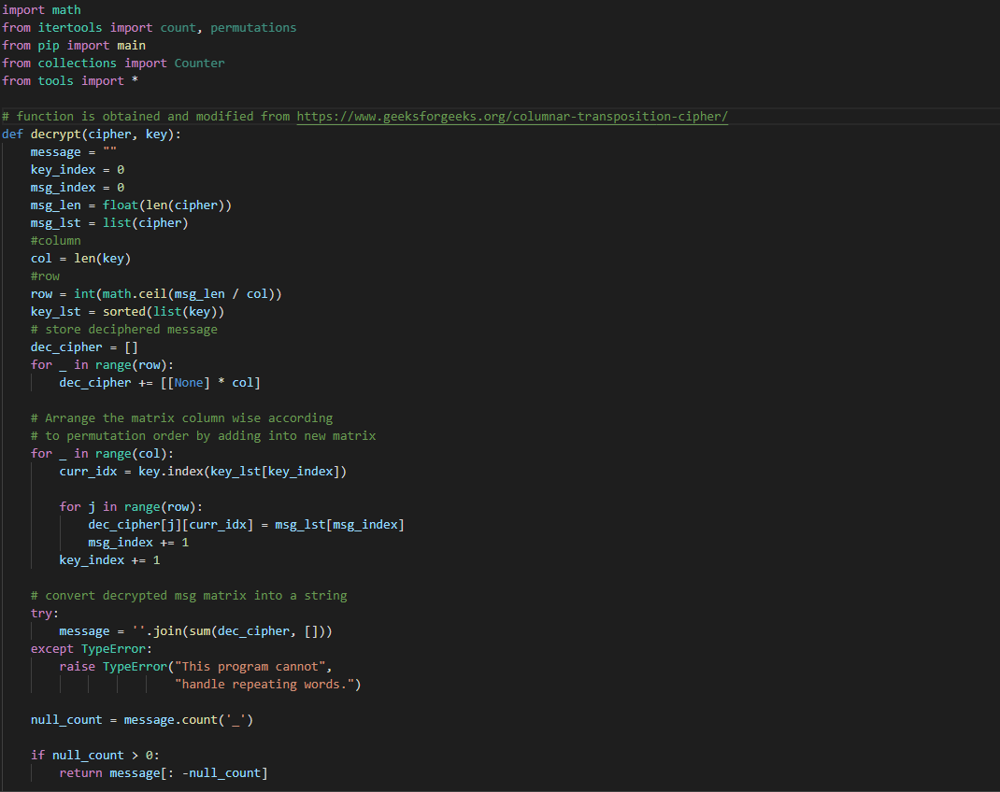 import math
from itertools import count, permutations
from pip import main
from collections import Counter
from tools import *

# function is obtained and modified from https://www.geeksforgeeks.org/columnar-transposition-cipher/
def decrypt(cipher, key):
    message = ""
    key_index = 0
    msg_index = 0
    msg_len = float(len(cipher))
    msg_lst = list(cipher)
    #column
    col = len(key)
    #row
    row = int(math.ceil(msg_len / col))
    key_lst = sorted(list(key))
    # store deciphered message
    dec_cipher = []
    for _ in range(row):
        dec_cipher += [[None] * col]

    # Arrange the matrix column wise according
    # to permutation order by adding into new matrix
    for _ in range(col):
        curr_idx = key.index(key_lst[key_index])

        for j in range(row):
            dec_cipher[j][curr_idx] = msg_lst[msg_index]
            msg_index += 1
        key_index += 1

    # convert decrypted msg matrix into a string
    try:
        message = ''.join(sum(dec_cipher, []))
    except TypeError:
        raise TypeError("This program cannot",
                        "handle repeating words.")

    null_count = message.count('_')

    if null_count > 0:
        return message[: -null_count]